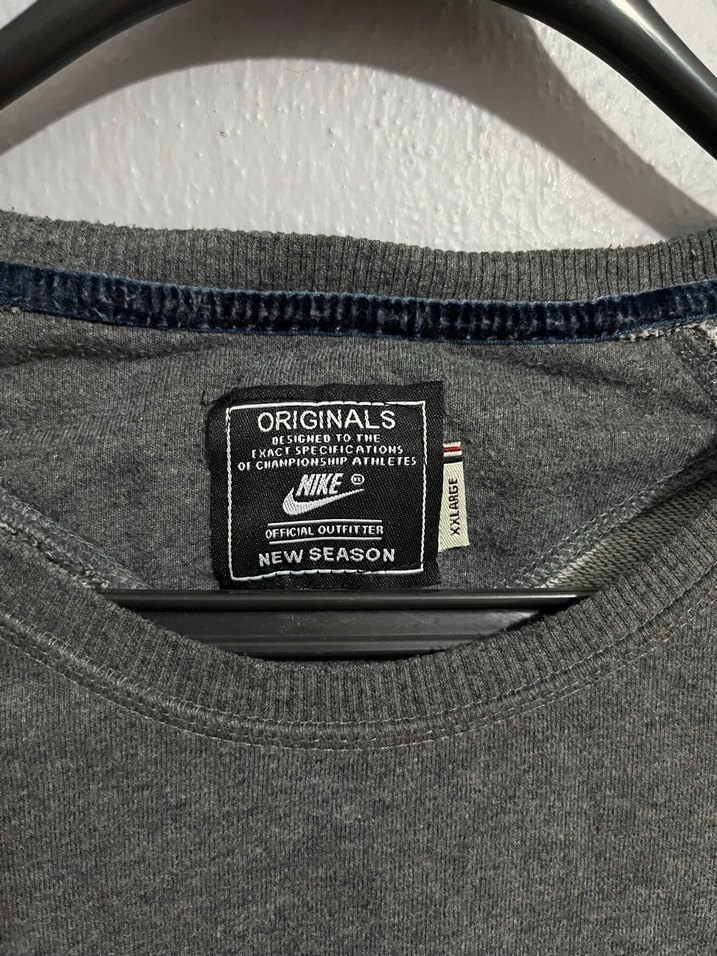 ORIGINALS
DESIGNED TO THE
EXACT SPECIFICATIONS
OF CHAMPIONSHIP ATHLETES
NIKE
OFFICIAL OUTFITTER
NEW SEASON
XXLARGE